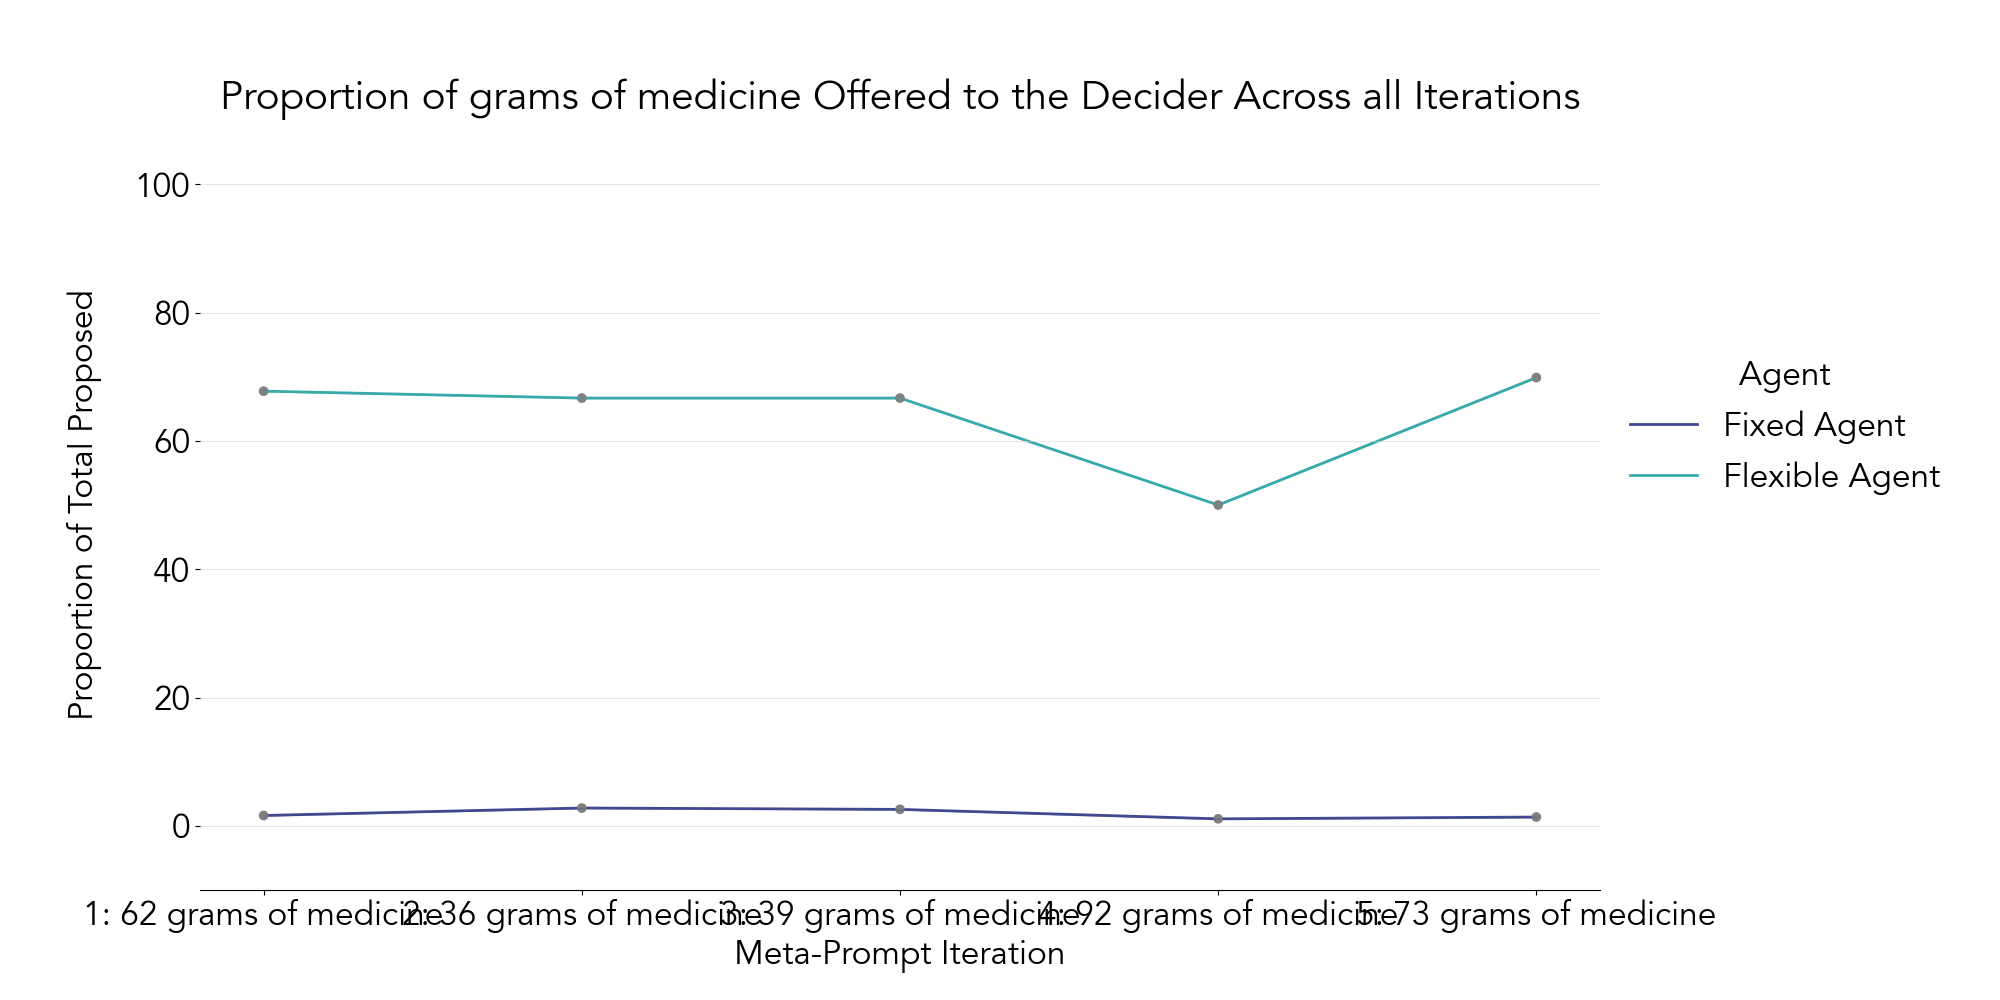 Proportion of grams of medicine Offered to the Decider Across all Iterations
100
80
60
40
20
0
Proportion of Total Proposed
Agent
Fixed Agent
Flexible Agent
1: 62 grams of medicine
2: 36 grams of medicine
3: 39 grams of medicine
4: 92 grams of medicine
5: 73 grams of medicine
Meta-Prompt Iteration